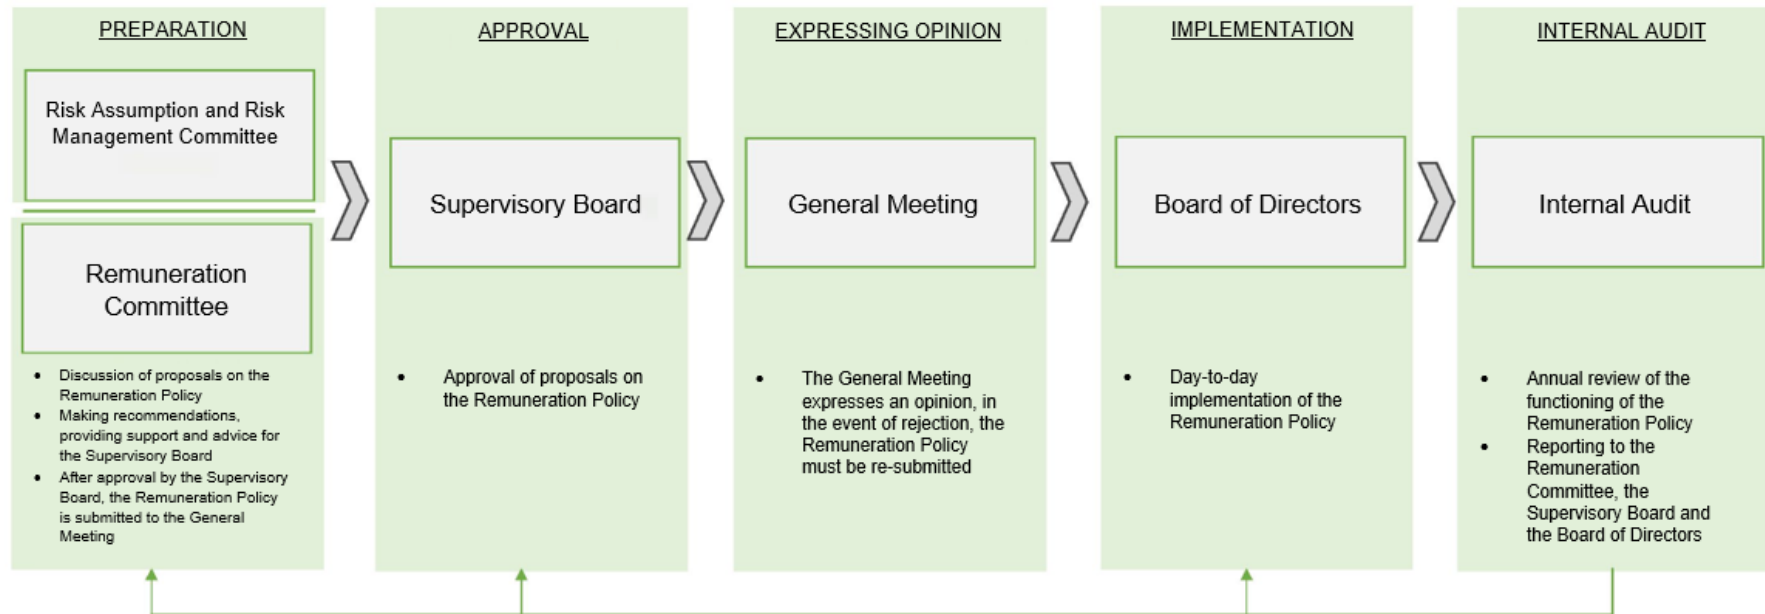 PREPARATION
Risk Assumption and Risk
Management Committee
Remuneration
Committee
• Discussion of proposals on the
Remuneration Policy
• Making recommendations,
providing support and advice for
the Supervisory Board
• After approval by the Supervisory
Board, the Remuneration Policy
is submitted to the General
Meeting
APPROVAL
Supervisory Board
• Approval of proposals on
the Remuneration Policy
EXPRESSING OPINION
General Meeting
• The General Meeting
expresses an opinion, in
the event of rejection, the
Remuneration Policy
must be re-submitted
IMPLEMENTATION
Board of Directors
• Day-to-day
implementation of the
Remuneration Policy
INTERNAL AUDIT
Internal Audit
• Annual review of the
functioning of the
Remuneration Policy
• Reporting to the
Remuneration
Committee, the
Supervisory Board and
the Board of Directors